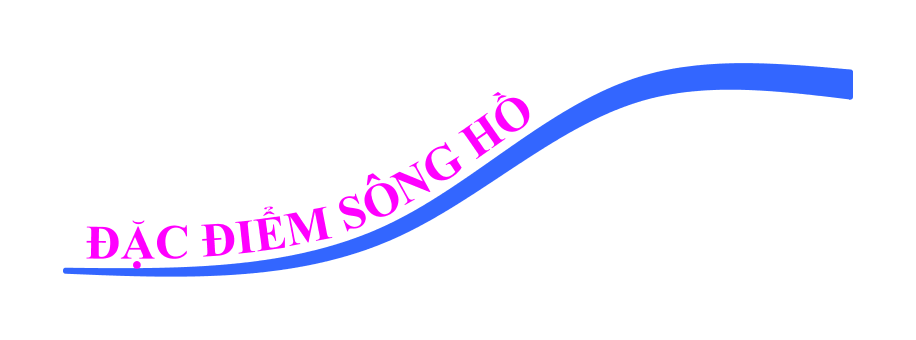 ĐẶC ĐIỂM SÔNG HỒ